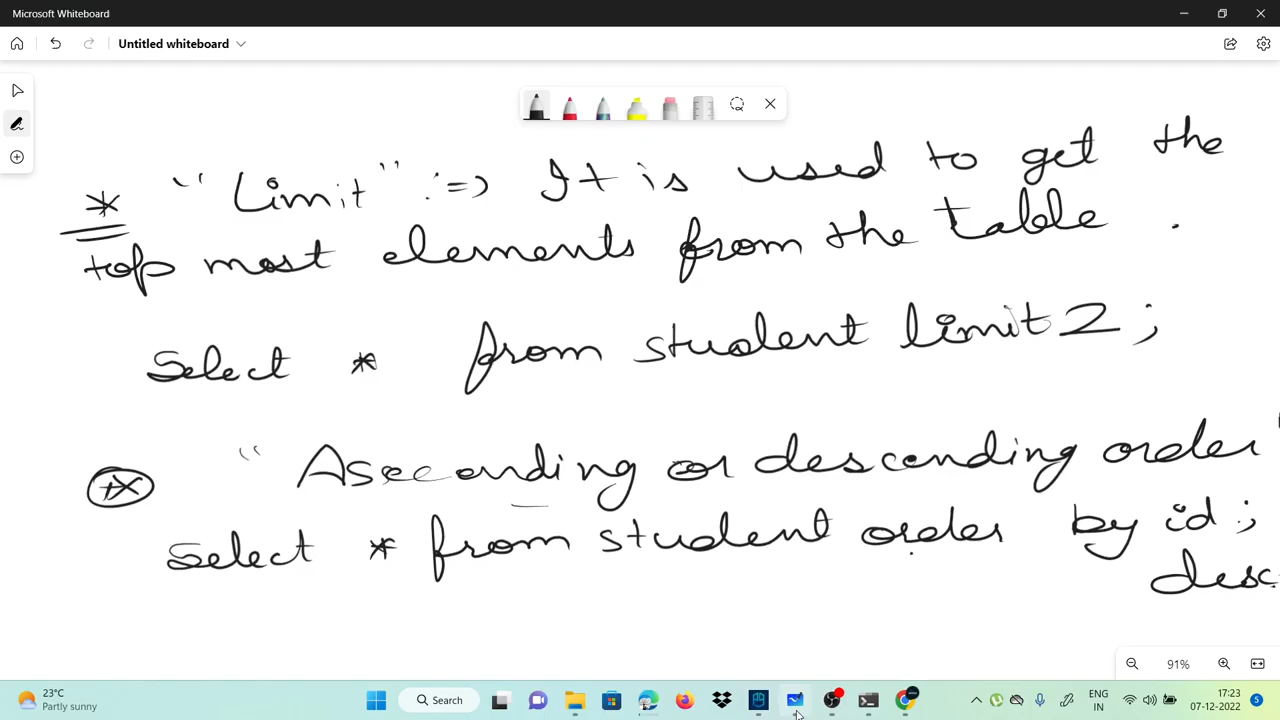 Microsoft Whiteboard
Untitled whiteboard
* "Limit" :=> It is used to get the
top most elements from the table .
Select * from student limit 2 ;
* "Aseecending or descending order"
Select * from student order by id ;
desc
91%
23°C
Partly sunny
Search
ENG
IN
17:23
07-12-2022
5